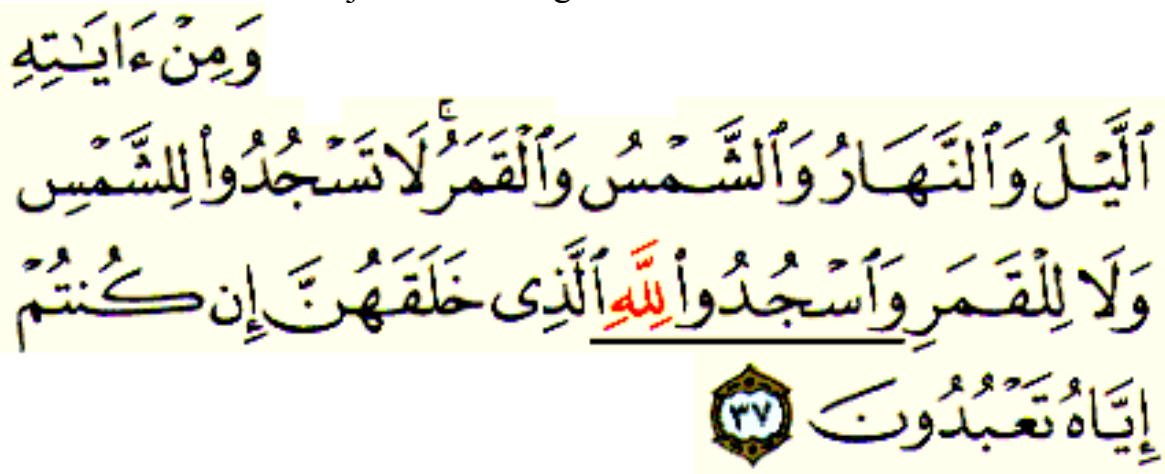 وَمِنْ ءَايَٰتِهِ
ٱلَّيْلُ وَٱلنَّهَارُ وَٱلشَّمْسُ وَٱلْقَمَرُ ۚ لَا تَسْجُدُوا۟ لِلشَّمْسِ
وَلَا لِلْقَمَرِ وَٱسْجُدُوا۟ لِلَّهِ ٱلَّذِى خَلَقَهُنَّ إِن كُنتُمْ
إِيَّاهُ تَعْبُدُونَ ٣٧